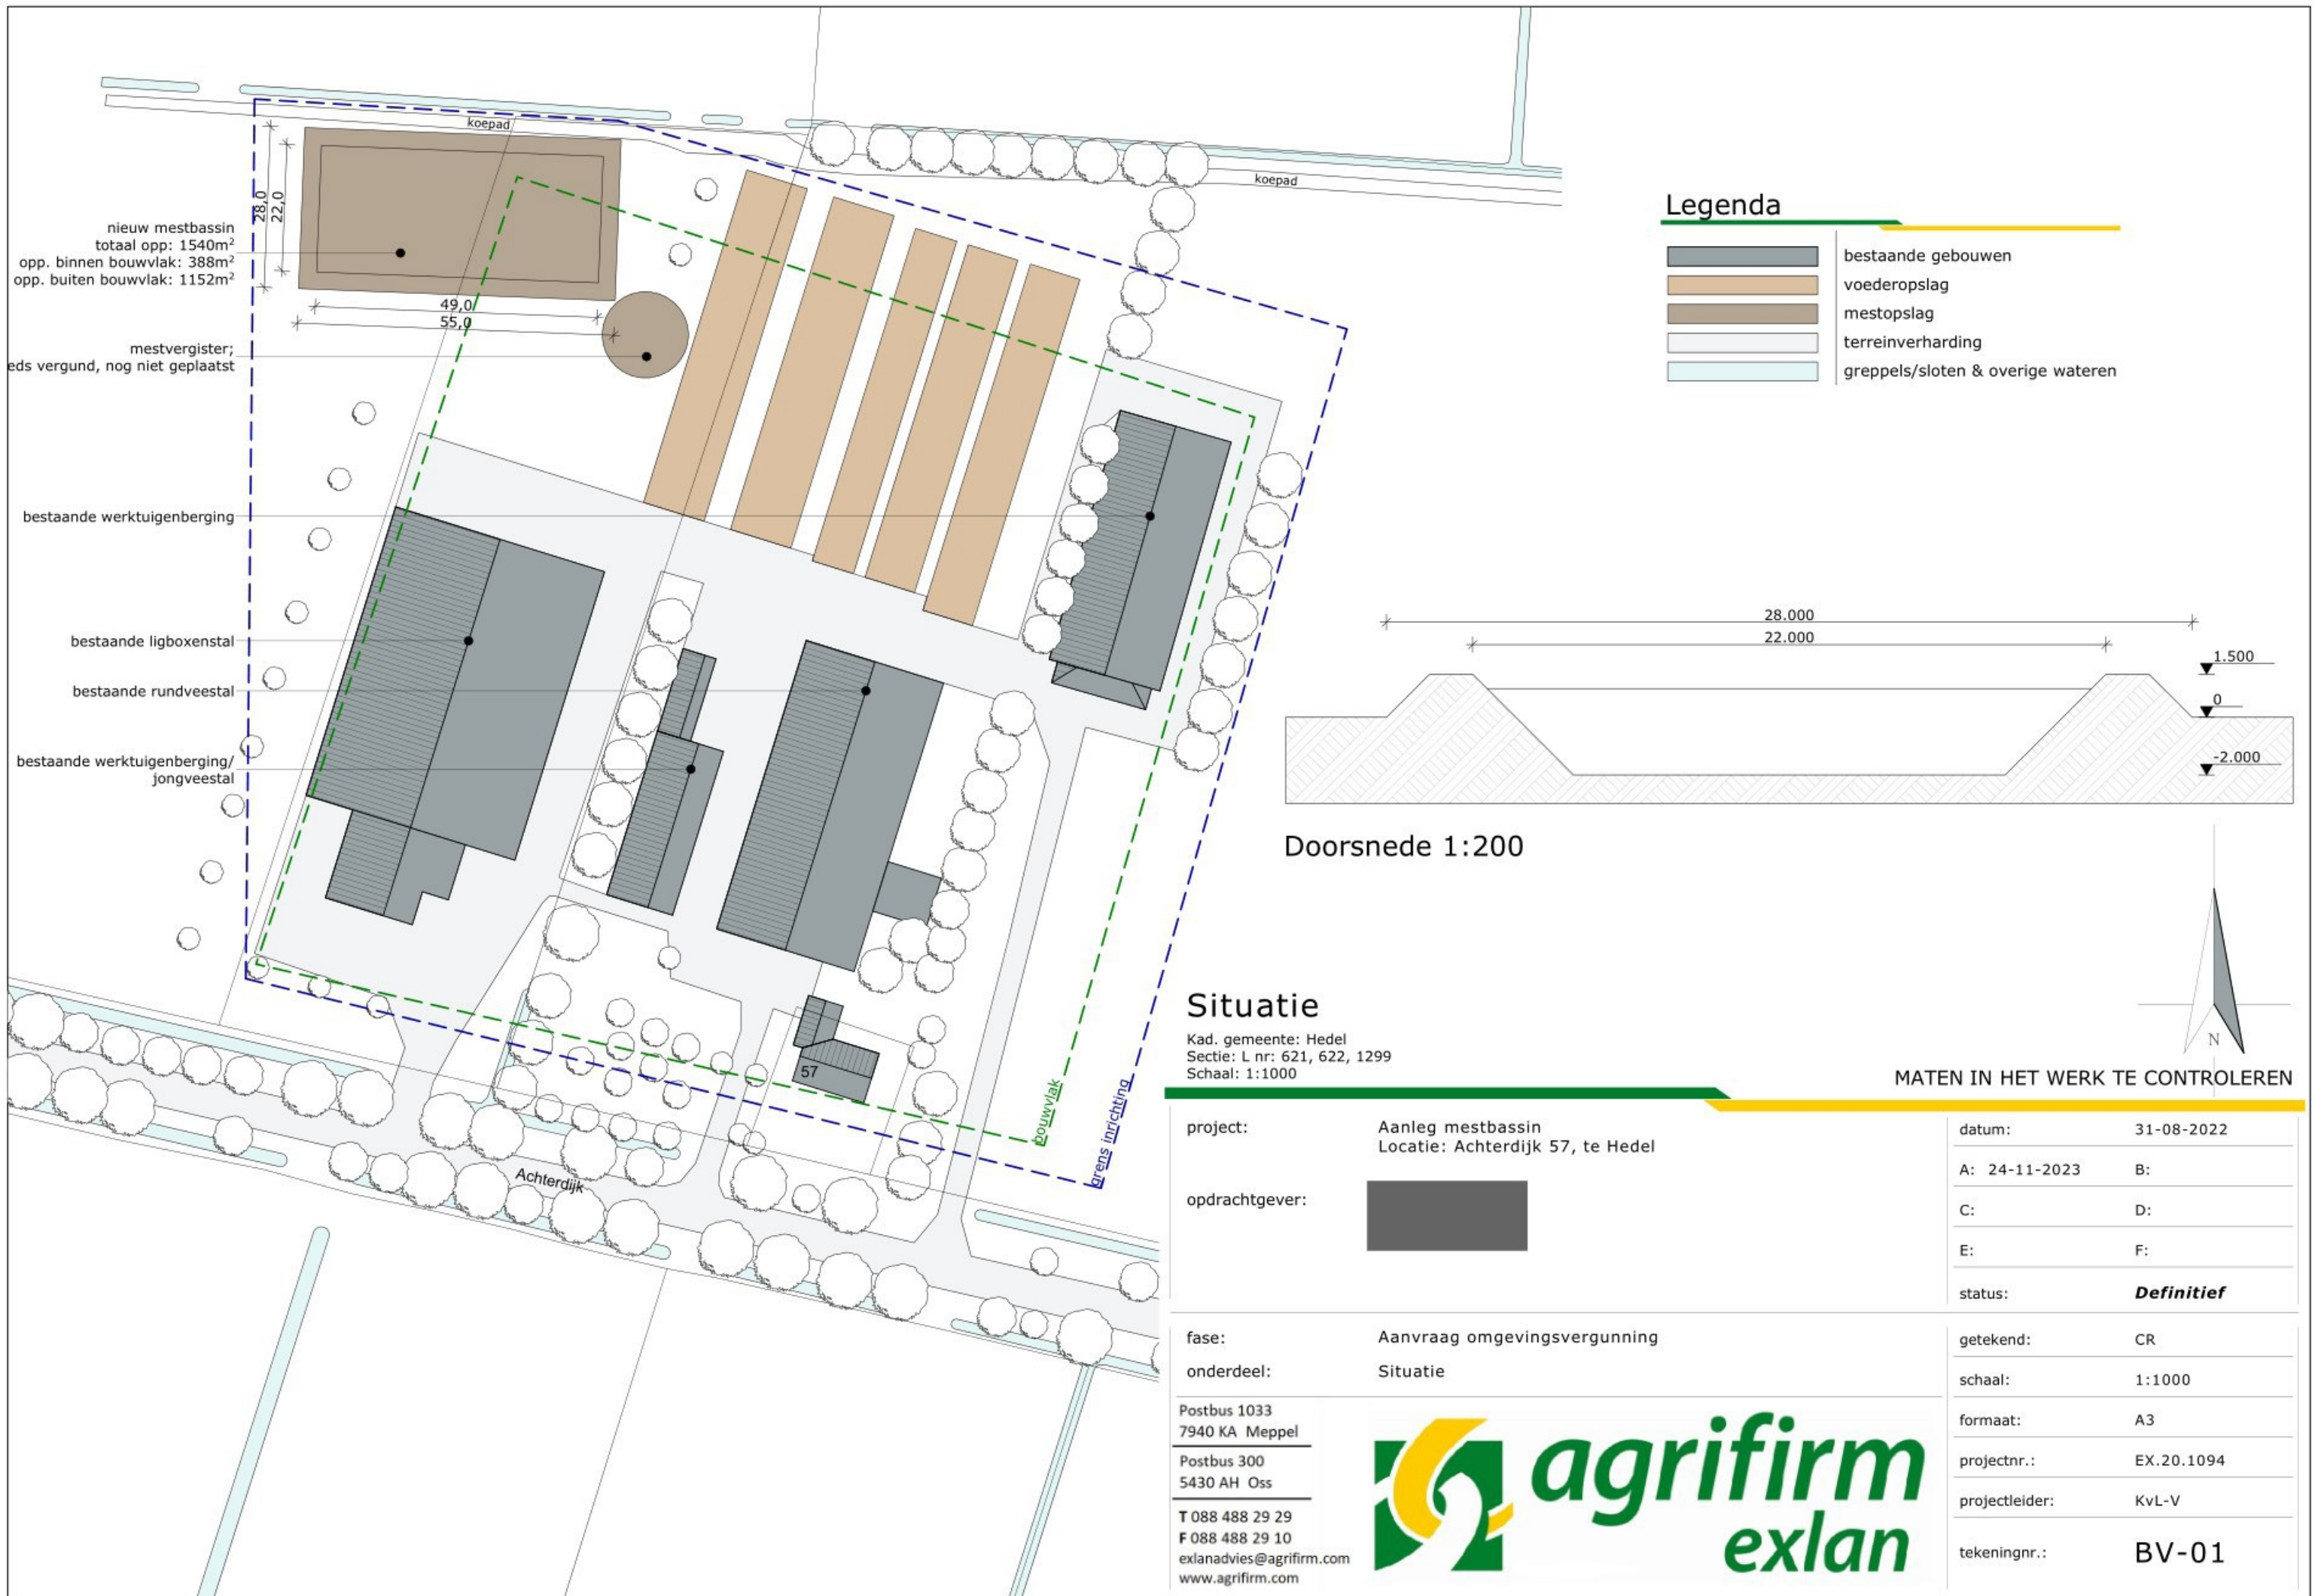 koepad
koepad
28,0
22,0
nieuw mestbassin
totaal opp: 1540m²
opp. binnen bouwvlak: 388m²
opp. buiten bouwvlak: 1152m²
49,0
55,0
mestvergister;
eds vergund, nog niet geplaatst
bestaande werktuigenberging
bestaande ligboxenstal
bestaande rundveestal
bestaande werktuigenberging/
jongveestal
57
bouwvlak
grens inrichting
Achterdijk
Legenda
bestaande gebouwen
voederopslag
mestopslag
terreinverharding
greppels/sloten & overige wateren
28.000
22.000
1.500
0
-2.000
Doorsnede 1:200
N
Situatie
Kad. gemeente: Hedel
Sectie: L nr: 621, 622, 1299
Schaal: 1:1000
MATEN IN HET WERK TE CONTROLEREN
project: Aanleg mestbassin
Locatie: Achterdijk 57, te Hedel
opdrachtgever:
datum: 31-08-2022
A: 24-11-2023 B:
C: D:
E: F:
status: Definitief
fase: Aanvraag omgevingsvergunning
onderdeel: Situatie
getekend: CR
schaal: 1:1000
formaat: A3
projectnr.: EX.20.1094
projectleider: KvL-V
tekeningnr.: BV-01
Postbus 1033
7940 KA Meppel
Postbus 300
5430 AH Oss
T 088 488 29 29
F 088 488 29 10
exlanadvies@agrifirm.com
www.agrifirm.com
agrifirm
exlan